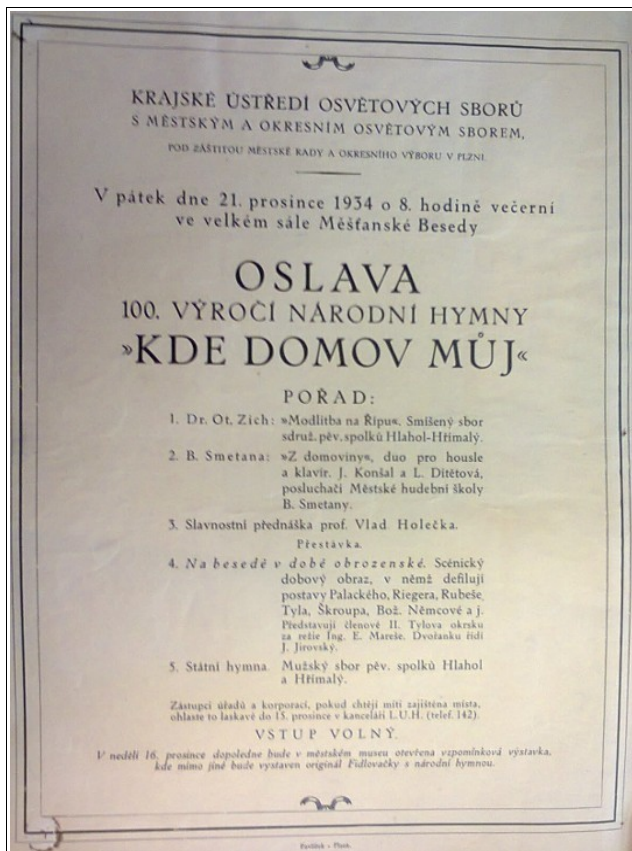 KRAJSKÉ ÚSTŘEDÍ OSVĚTOVÝCH SBORŮ
S MĚSTSKÝM A OKRESNÍM OSVĚTOVÝM SBOREM,
POD ZÁŠTITOU MĚSTSKÉ RADY A OKRESNÍHO VÝBORU V PLZNI.
V pátek dne 21. prosince 1934 o 8. hodině večerní
ve velkém sále Měšťanské Besedy
OSLAVA
100. VÝROČÍ NÁRODNÍ HYMNY
»KDE DOMOV MŮJ«
POŘAD:
1. Dr. Ot. Zich: »Modlitba na Řípu«. Smíšený sbor
sdruž. pěv. spolků Hlahol-Hřímalý.
2. B. Smetana: »Z domoviny«, duo pro housle
a klavír. J. Konšal a L. Dítětová,
posluchači Městské hudební školy
B. Smetany.
3. Slavnostní přednáška prof. Vlad Holečka.
Přestávka.
4. Na besedě v době obrozenské. Scénický
dobový obraz, v němž defilují
postavy Palackého, Riegera, Rubeše,
Tyla, Škroupa, Bož. Němcové a j.
Představují členové II. Tylova okrsku
za režie Ing. E. Mareše. Dvořanku řídí
J. Jirovský.
5. Státní hymna. Mužský sbor pěv. spolků Hlahol
a Hřímalý.
Zástupci úřadů a korporací, pokud chtějí míti zajištěna místa,
ohlaste to laskavě do 15. prosince v kanceláři L.U.H. (telef. 142).
VSTUP VOLNÝ.
V neděli 16. prosince dopoledne bude v městském museu otevřena vzpomínková výstavka,
kde mimo jiné bude vystaven originál Fidlovačky s národní hymnou.